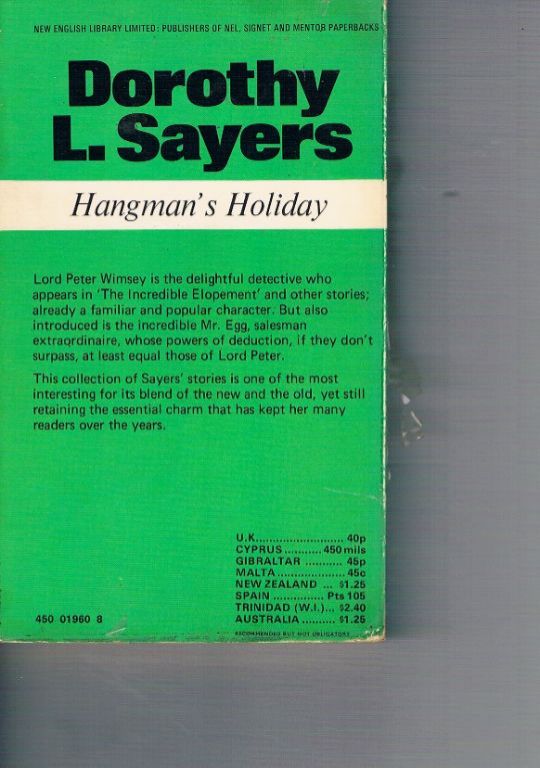 NEW ENGLISH LIBRARY LIMITED: PUBLISHERS OF NEL, SIGNET AND MENTOR PAPERBACKS
Dorothy
L. Sayers
Hangman's Holiday
Lord Peter Wimsey is the delightful detective who
appears in 'The Incredible Elopement' and other stories;
already a familiar and popular character. But also
introduced is the incredible Mr. Egg, salesman
extraordinaire, whose powers of deduction, if they don't
surpass, at least equal those of Lord Peter.
This collection of Sayers' stories is one of the most
interesting for its blend of the new and the old, yet still
retaining the essential charm that has kept her many
readers over the years.
U.K.......................... 40p
CYPRUS........... 450 mils
GIBRALTAR ........... 45p
MALTA.................... 45c
NEW ZEALAND ... $1.25
SPAIN ............... Pts 105
TRINIDAD (W.I.)... $2.40
AUSTRALIA.......... $1.25
RECOMMENDED BUT NOT OBLIGATORY
450 01960 8